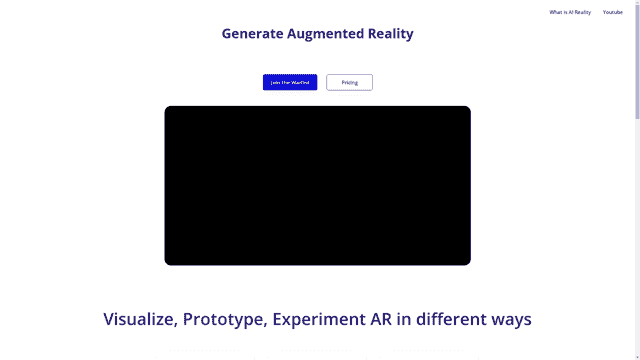 What is AI Reality Youtube
Generate Augmented Reality
Join the Waitlist Pricing
Visualize, Prototype, Experiment AR in different ways